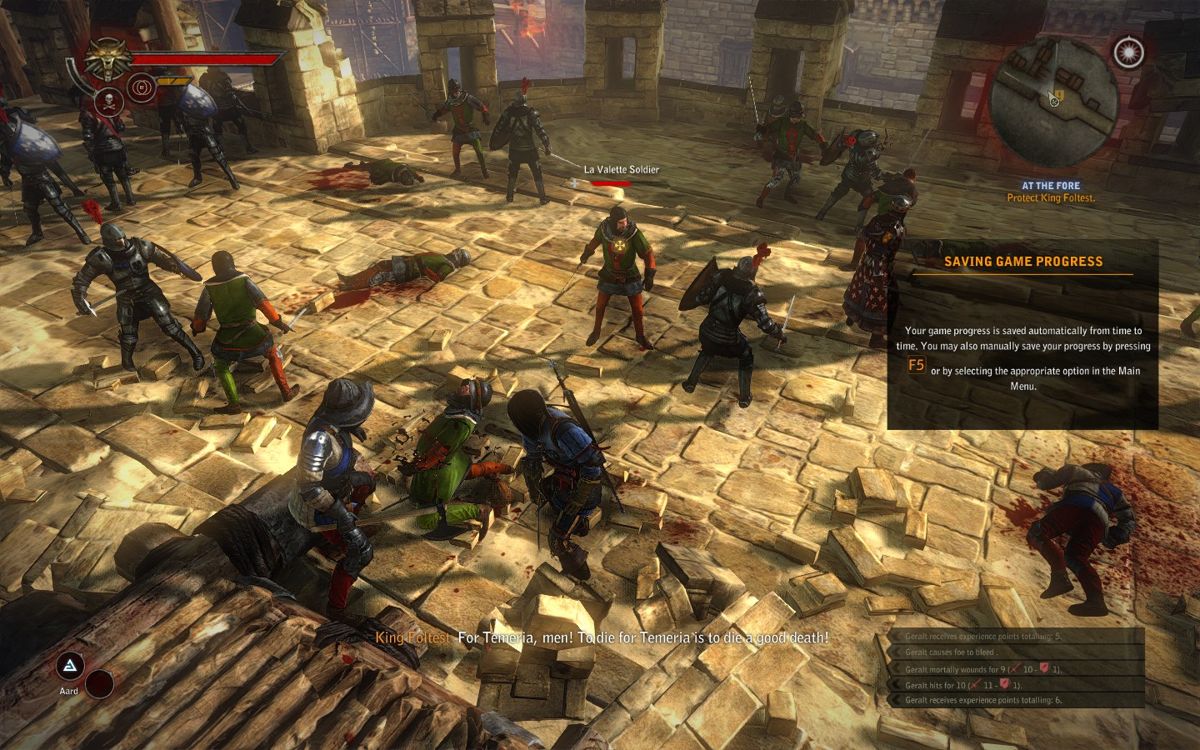 La Valette Soldier
AT THE FORE
Protect King Foltest.
SAVING GAME PROGRESS
Your game progress is saved automatically from time to
time. You may also manually save your progress by pressing
F5 or by selecting the appropriate option in the Main
Menu.
King Foltest For Temeria, men! To die for Temeria is to die a good death!
Aard
Geralt receives experience points totalling: 5.
Geralt causes foe to bleed .
Geralt mortally wounds for 9 ( 10 - 1).
Geralt hits for 10 ( 11 - 1).
Geralt receives experience points totalling: 6.